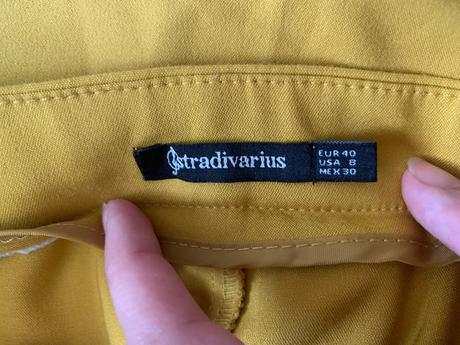 Stradivarius
EUR 40
USA 8
MEX 30